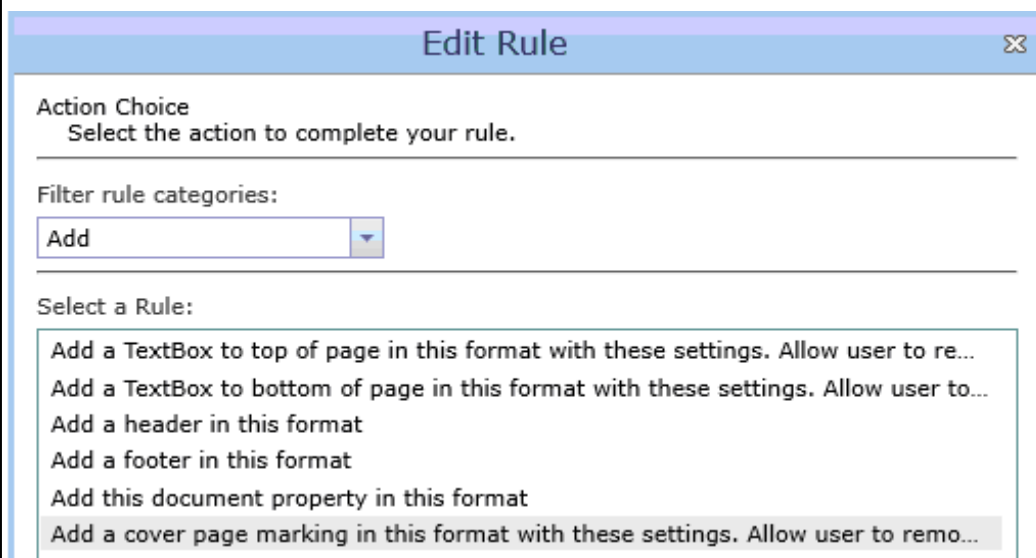 Edit Rule
Action Choice
Select the action to complete your rule.
Filter rule categories:
Add
Select a Rule:
Add a TextBox to top of page in this format with these settings. Allow user to re...
Add a TextBox to bottom of page in this format with these settings. Allow user to...
Add a header in this format
Add a footer in this format
Add this document property in this format
Add a cover page marking in this format with these settings. Allow user to remo...